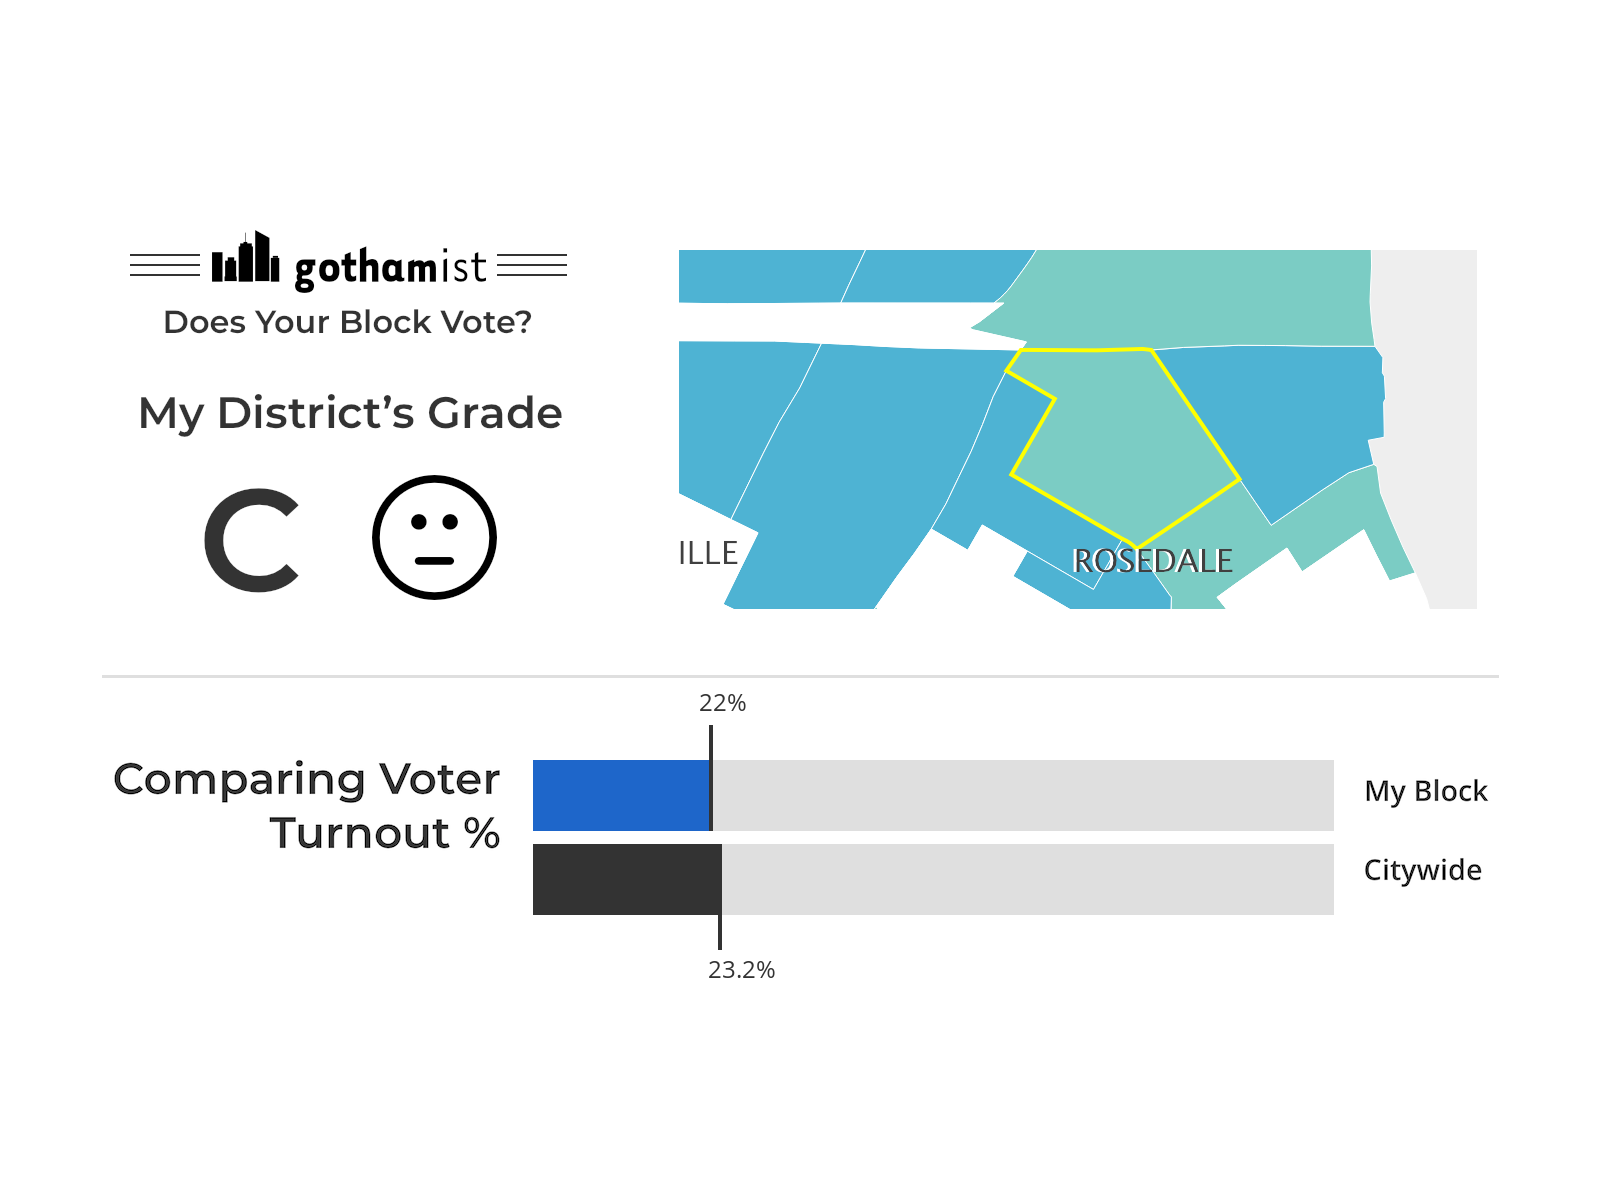 gothamist
Does Your Block Vote?
My District’s Grade
C
ILLE
ROSEDALE
22%
Comparing Voter
Turnout %
My Block
Citywide
23.2%